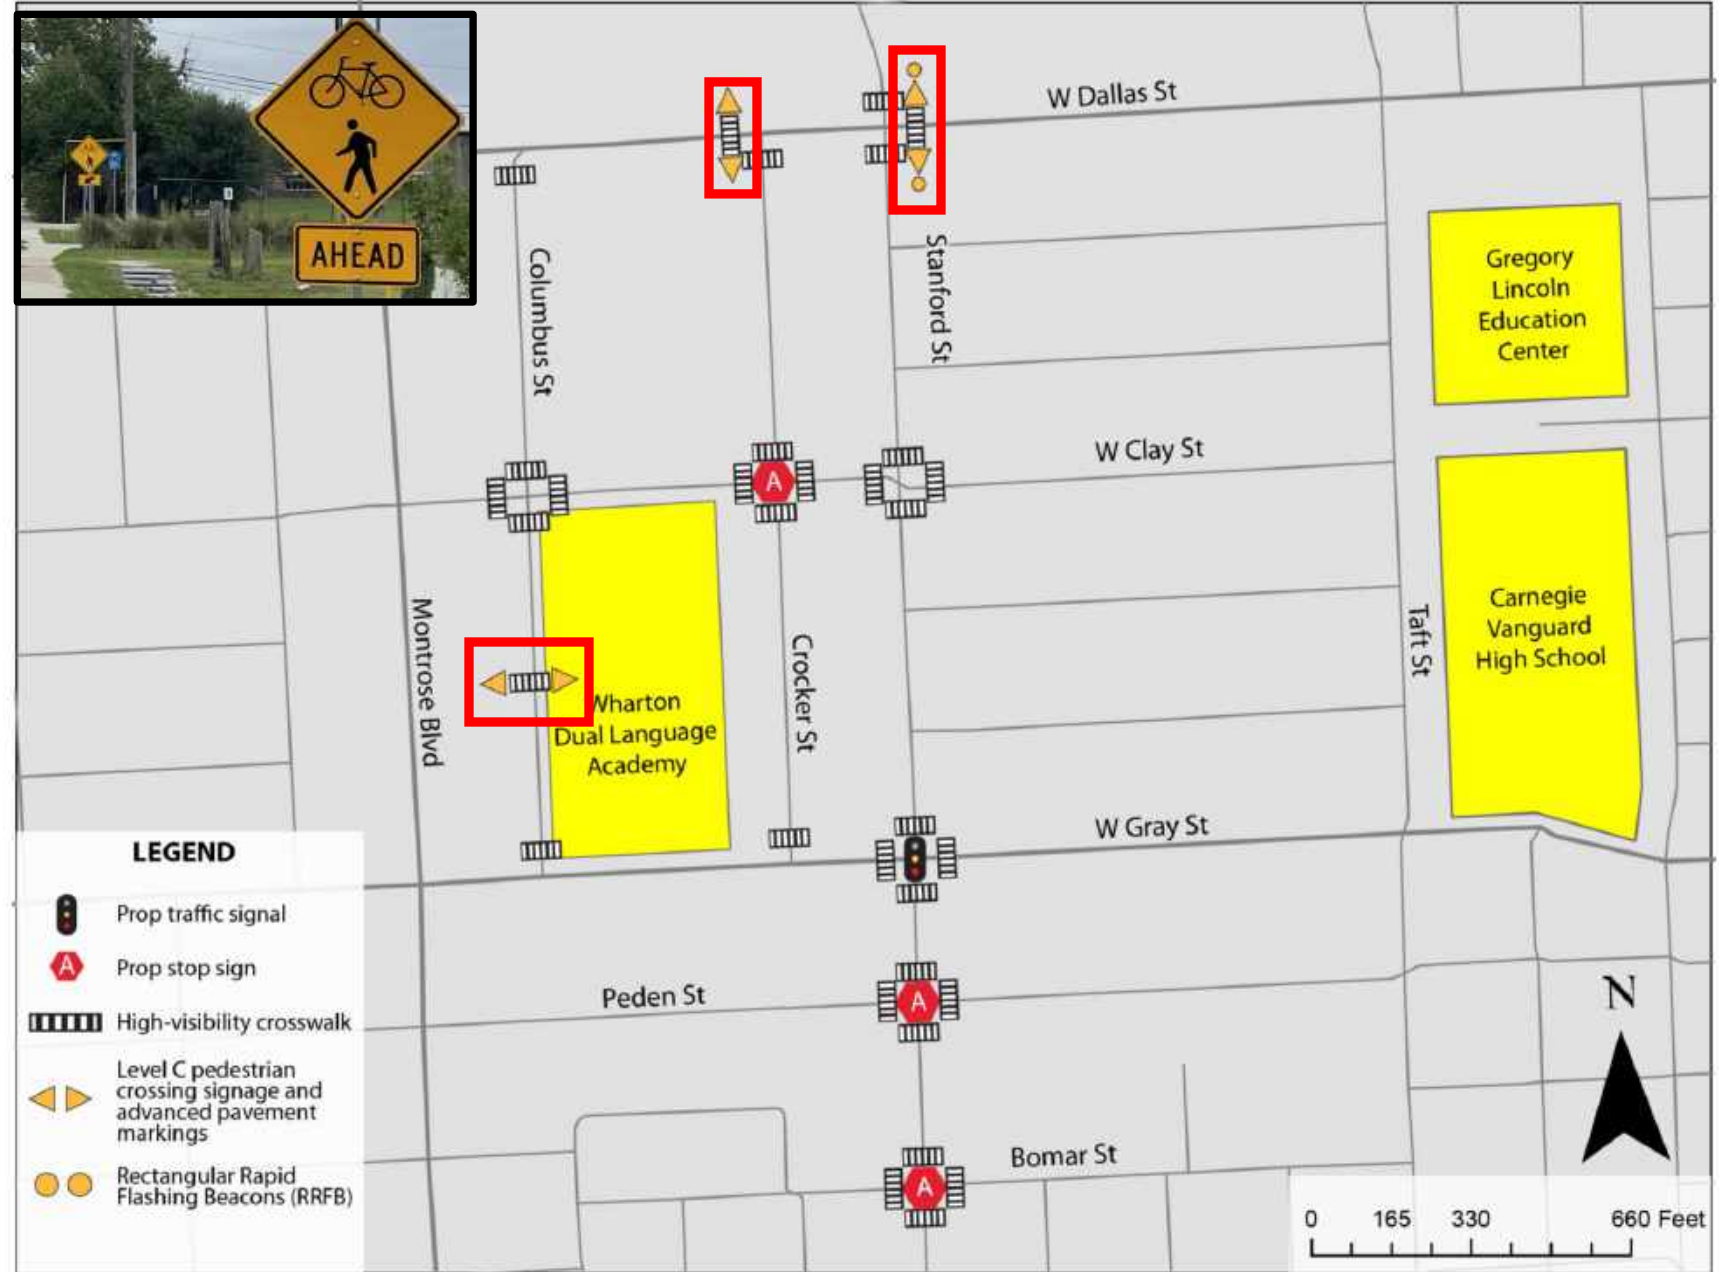 AHEAD
W Dallas St
Columbus St
Stanford St
Gregory
Lincoln
Education
Center
W Clay St
Montrose Blvd
Crocker St
Taft St
Carnegie
Vanguard
High School
Wharton
Dual Language
Academy
W Gray St
LEGEND
Prop traffic signal
A Prop stop sign
High-visibility crosswalk
Level C pedestrian
crossing signage and
advanced pavement
markings
Rectangular Rapid
Flashing Beacons (RRFB)
A
Peden St
A
Bomar St
A
N
0 165 330 660 Feet